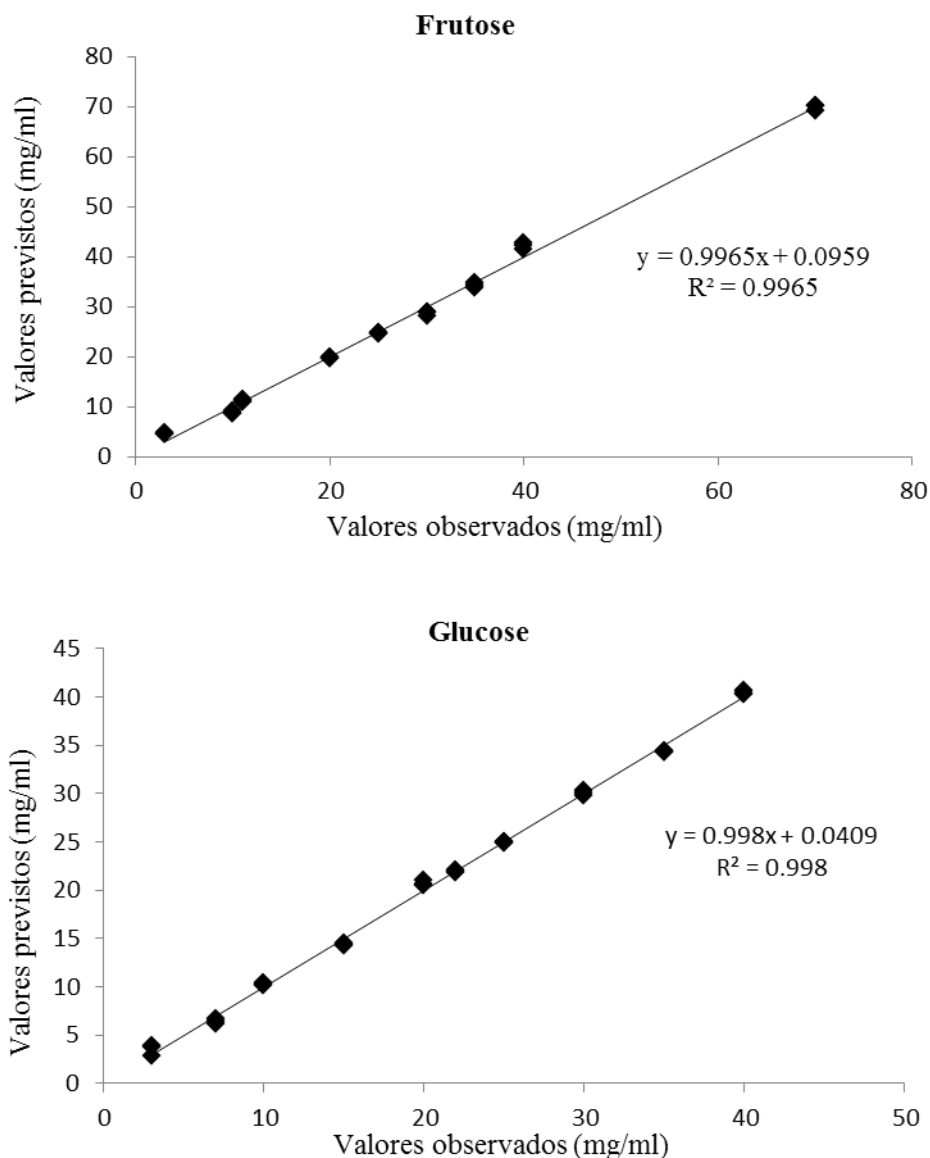 Frutose
80
70
60
50
40
30
20
10
0
Valores previstos (mg/ml)
y = 0.9965x + 0.0959
R² = 0.9965
0 20 40 60 80
Valores observados (mg/ml)
Glucose
45
40
35
30
25
20
15
10
5
0
Valores previstos (mg/ml)
y = 0.998x + 0.0409
R² = 0.998
0 10 20 30 40 50
Valores observados (mg/ml)